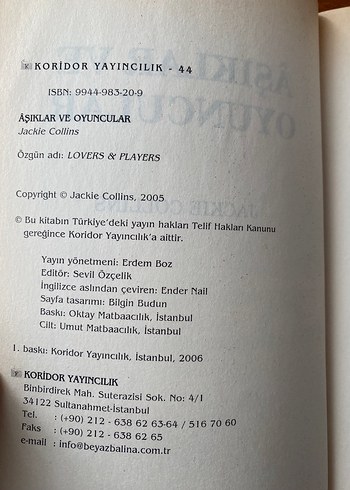 KORİDOR YAYINCILIK - 44
ISBN: 9944-983-20-9
ÂŞIKLAR VE OYUNCULAR
Jackie Collins
Özgün adı: LOVERS & PLAYERS
Copyright © Jackie Collins, 2005
© Bu kitabın Türkiye'deki yayın hakları Telif Hakları Kanunu
gereğince Koridor Yayıncılık'a aittir.
Yayın yönetmeni: Erdem Boz
Editör: Sevil Özçelik
İngilizce aslından çeviren: Ender Nail
Sayfa tasarımı: Bilgin Budun
Baskı: Oktay Matbaacılık, İstanbul
Cilt: Umut Matbaacılık, İstanbul
1. baskı: Koridor Yayıncılık, İstanbul, 2006
KORİDOR YAYINCILIK
Binbirdirek Mah. Suterazisi Sok. No: 4/1
34122 Sultanahmet-İstanbul
Tel. : (+90) 212 - 638 62 63-64 / 516 70 60
Faks : (+90) 212 - 638 62 65
e-mail : info@beyazbalina.com.tr